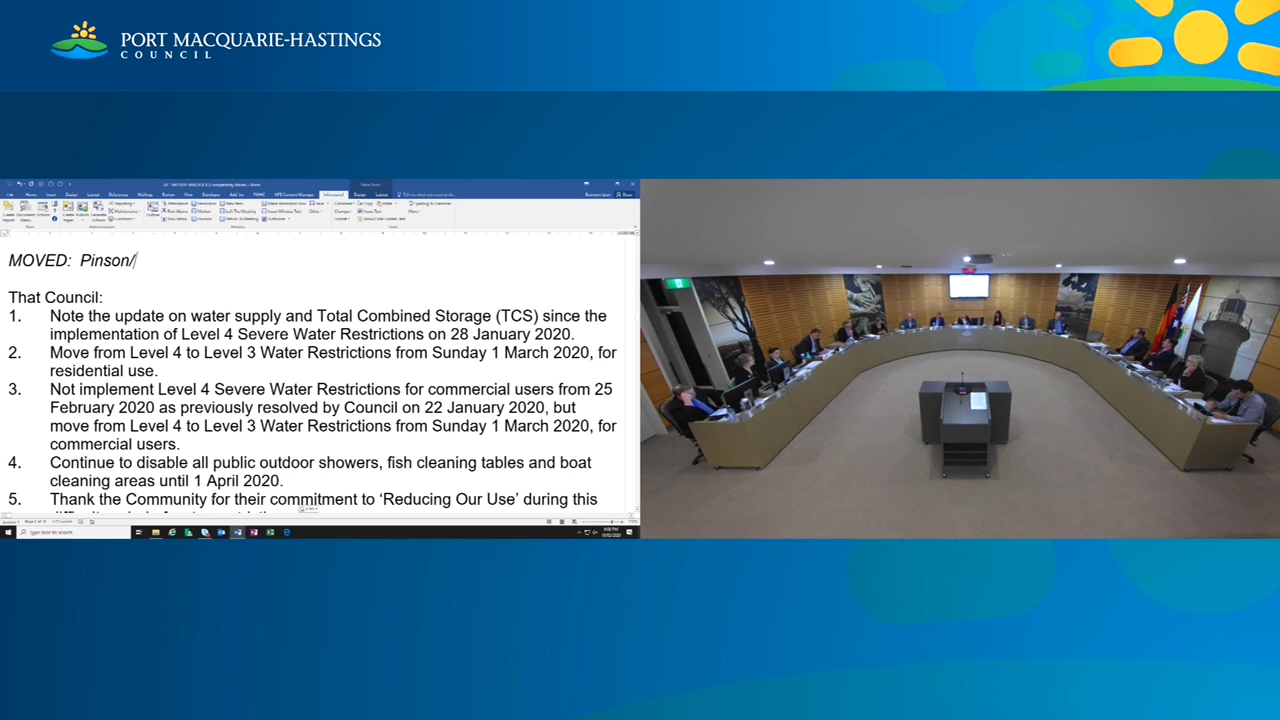 PORT MACQUARIE-HASTINGS
COUNCIL
MOVED: Pinson/
That Council:
1. Note the update on water supply and Total Combined Storage (TCS) since the
implementation of Level 4 Severe Water Restrictions on 28 January 2020.
2. Move from Level 4 to Level 3 Water Restrictions from Sunday 1 March 2020, for
residential use.
3. Not implement Level 4 Severe Water Restrictions for commercial users from 25
February 2020 as previously resolved by Council on 22 January 2020, but
move from Level 4 to Level 3 Water Restrictions from Sunday 1 March 2020, for
commercial users.
4. Continue to disable all public outdoor showers, fish cleaning tables and boat
cleaning areas until 1 April 2020.
5. Thank the Community for their commitment to ‘Reducing Our Use’ during this
Type here to search